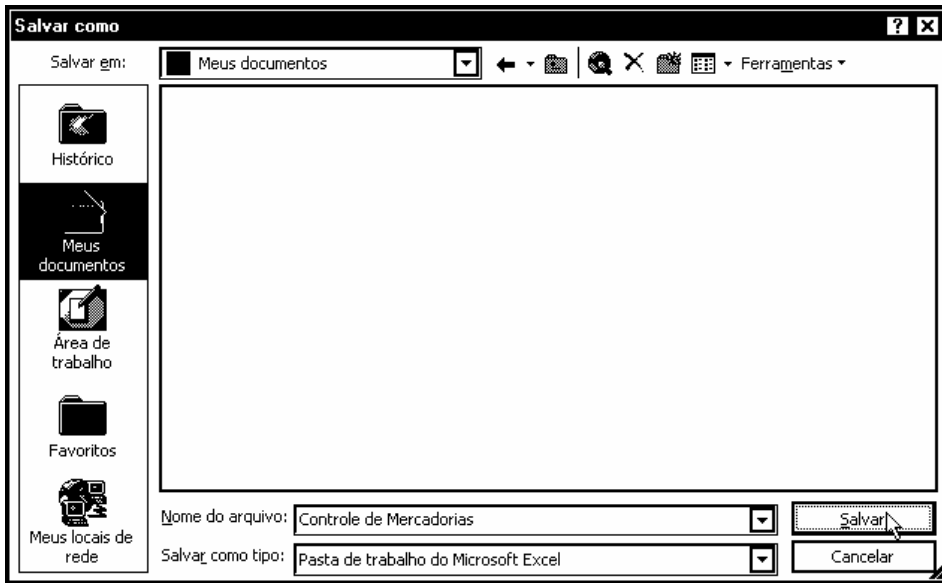 Salvar como
Salvar em:
Meus documentos
Ferramentas
Histórico
Meus
documentos
Área de
trabalho
Favoritos
Meus locais de
rede
Nome do arquivo:
Controle de Mercadorias
Salvar
Salvar como tipo:
Pasta de trabalho do Microsoft Excel
Cancelar